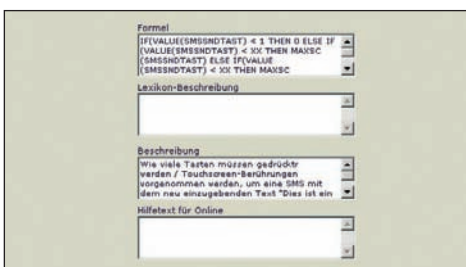 Formel
IF(VALUE(SMSSNDTAST) < 1 THEN 0 ELSE IF
(VALUE(SMSSNDTAST) < XX THEN MAXSC
(SMSSNDTAST) ELSE IF(VALUE
(SMSSNDTAST) < XX THEN MAXSC
Lexikon-Beschreibung
Beschreibung
Wie viele Tasten müssen gedrücktr
werden / Touchscreen-Berührungen
vorgenommen werden, um eine SMS mit
dem neu einzugebenden Text "Dies ist ein
Hilfetext für Online